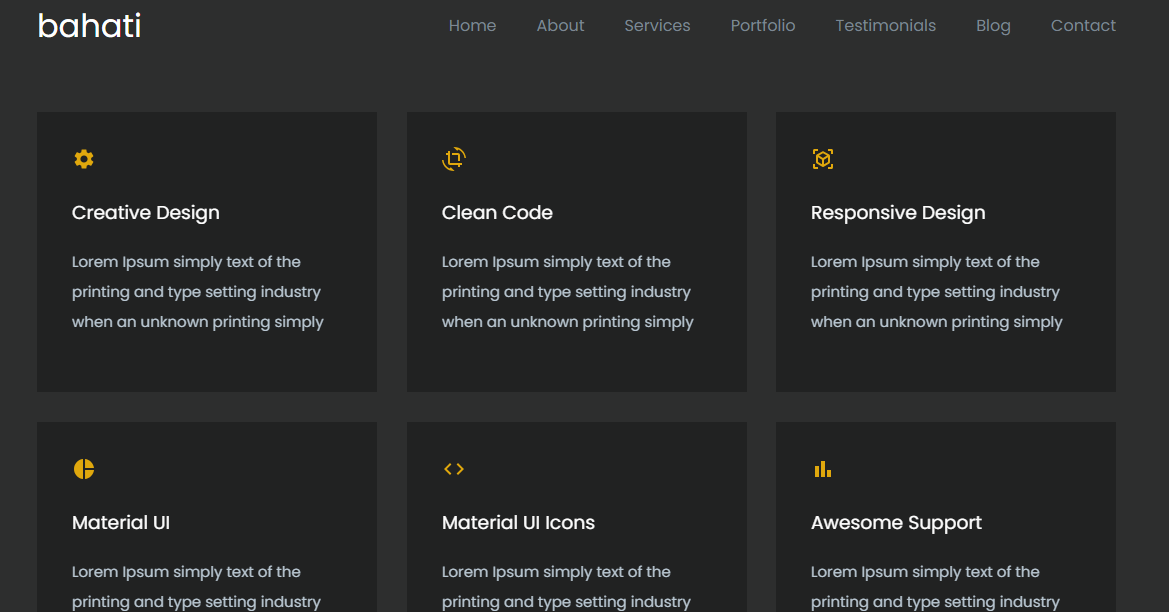 bahati
Home About Services Portfolio Testimonials Blog Contact
Creative Design
Lorem Ipsum simply text of the
printing and type setting industry
when an unknown printing simply
Clean Code
Lorem Ipsum simply text of the
printing and type setting industry
when an unknown printing simply
Responsive Design
Lorem Ipsum simply text of the
printing and type setting industry
when an unknown printing simply
Material UI
Lorem Ipsum simply text of the
printing and type setting industry
Material UI Icons
Lorem Ipsum simply text of the
printing and type setting industry
Awesome Support
Lorem Ipsum simply text of the
printing and type setting industry